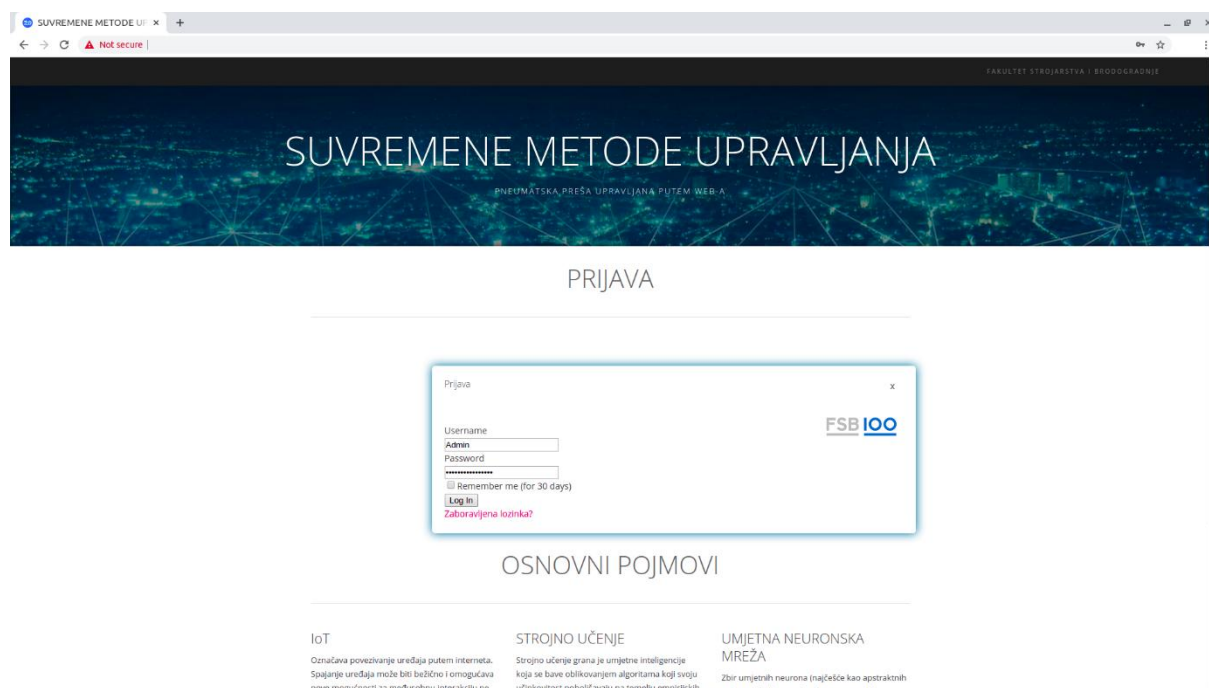 SUVREMENE METODE UP
Not secure
FAKULTET STROJARSTVA I BRODOGRADNJE
SUVREMENE METODE UPRAVLJANJA
PNEUMATSKA PREŠA UPRAVLJANA PUTEM WEB-A
PRIJAVA
Prijava x
FSB 100
Username
Admin
Password
••••••••••••••••
Remember me (for 30 days)
Log In
Zaboravljena lozinka?
OSNOVNI POJMOVI
IoT
Označava povezivanje uređaja putem interneta.
Spajanje uređaja može biti bežično i omogućava
STROJNO UČENJE
Strojno učenje grana je umjetne inteligencije
koja se bave oblikovanjem algoritama koji svoju
UMJETNA NEURONSKA
MREŽA
Zbir umjetnih neurona (najčešće kao apstraktnih